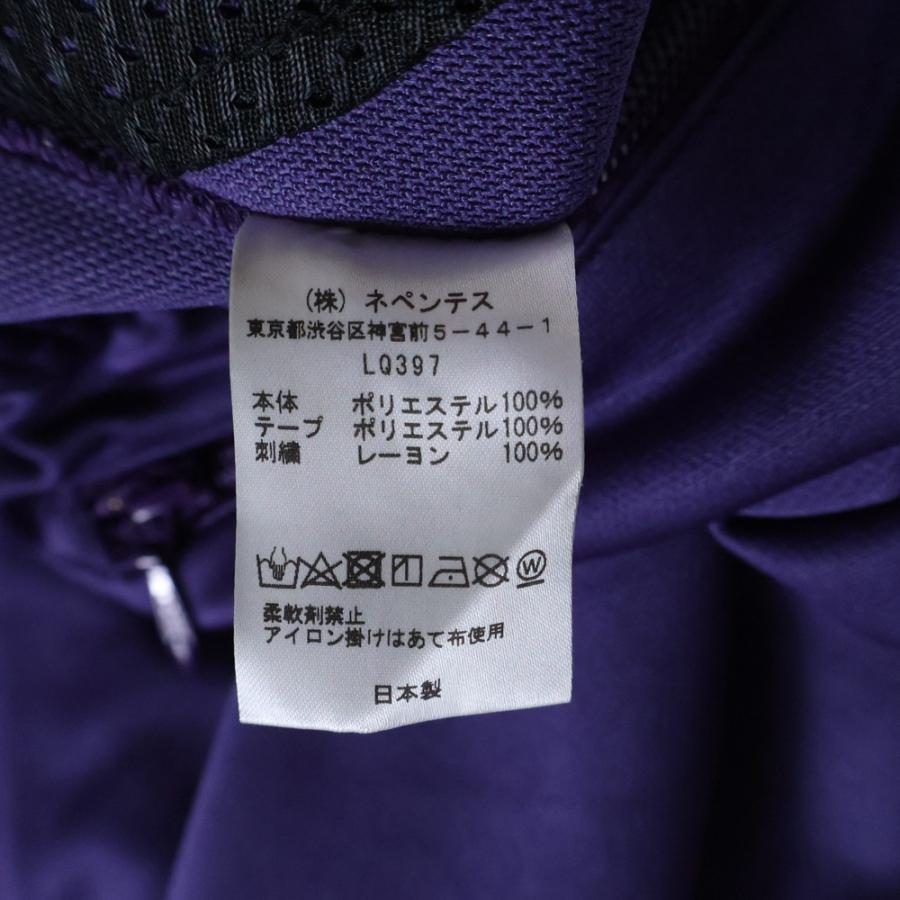 (株) ネペンテス
東京都渋谷区神宮前5-44-1
LQ397
本体 ポリエステル100%
テープ ポリエステル100%
刺繍 レーヨン 100%
W
柔軟剤禁止
アイロン掛けはあて布使用
日本製